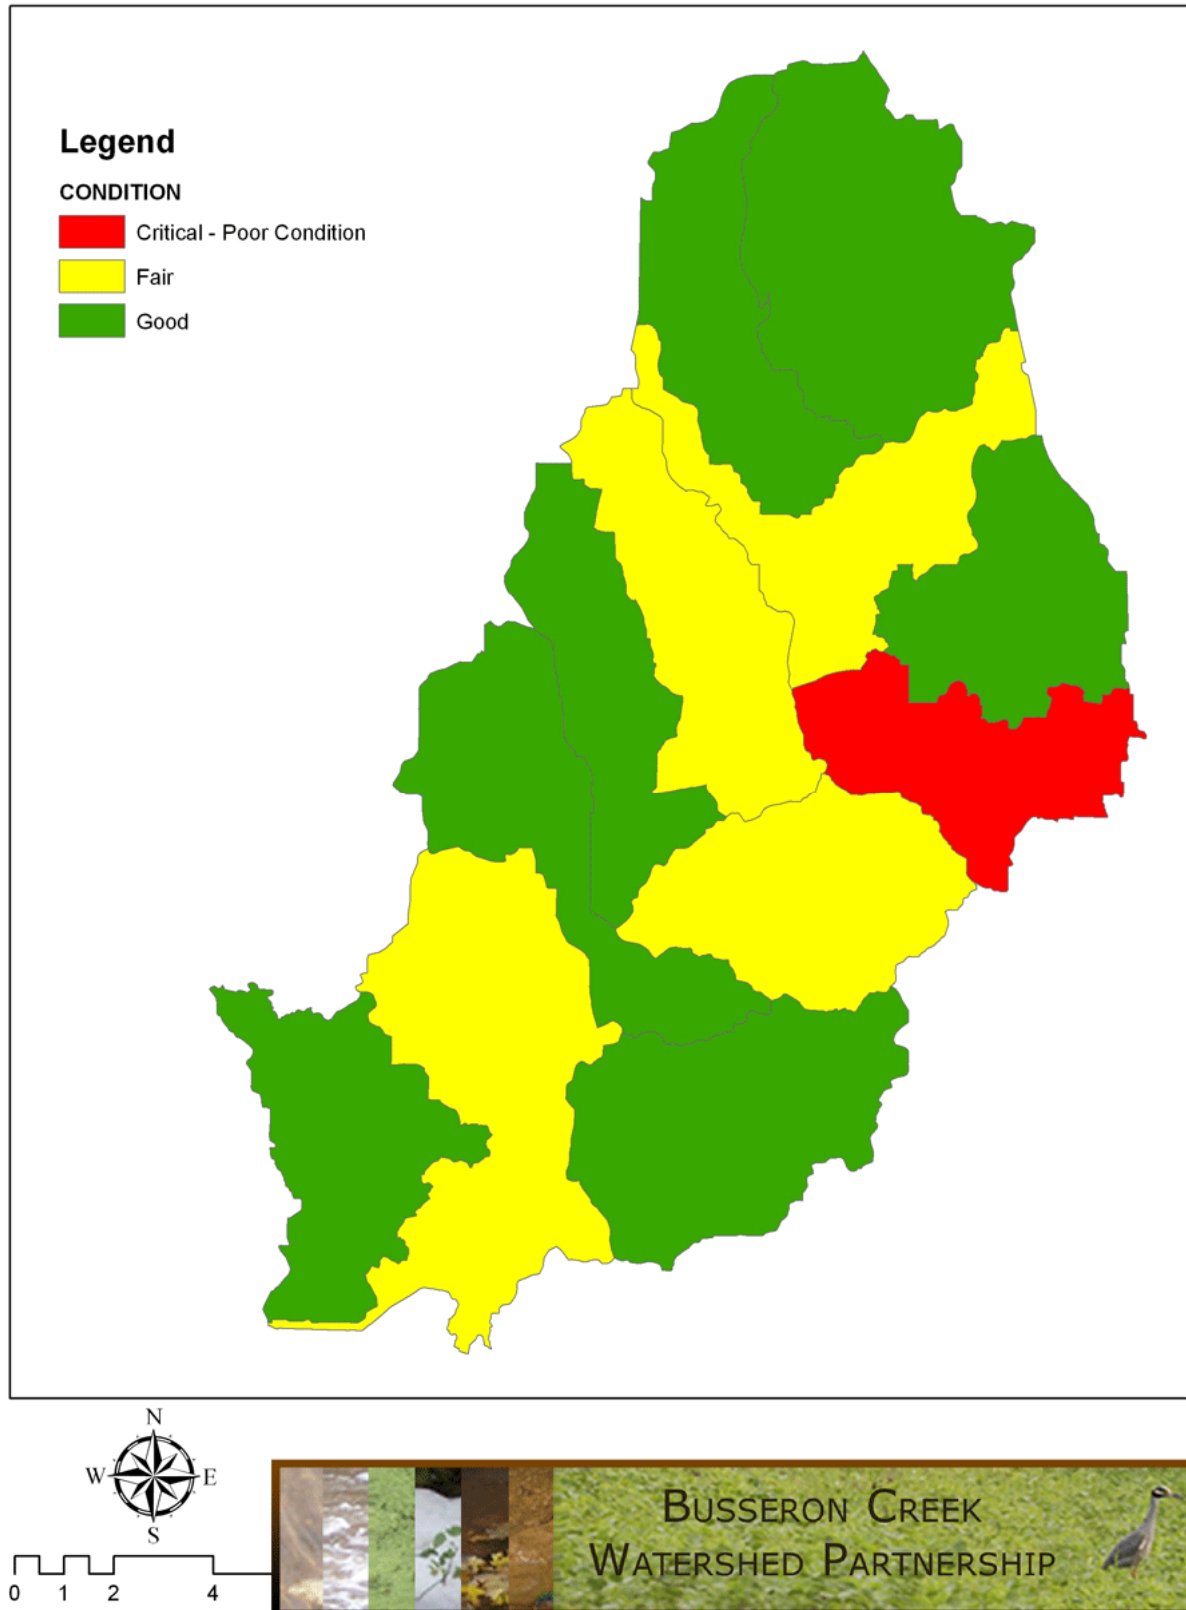 Legend
CONDITION
Critical - Poor Condition
Fair
Good
N
W E
S
0 1 2 4
BUSSERON CREEK
WATERSHED PARTNERSHIP